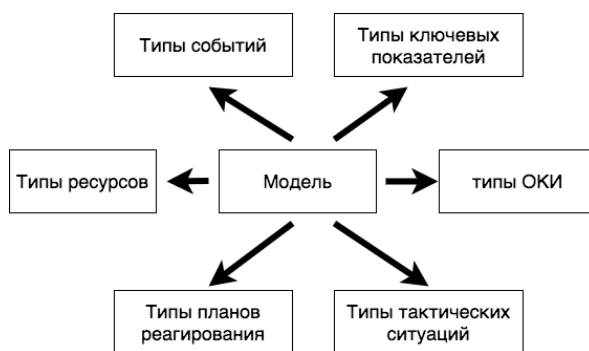 Типы событий
Типы ключевых
показателей
Типы ресурсов
Модель
типы ОКИ
Типы планов
реагирования
Типы тактических
ситуаций